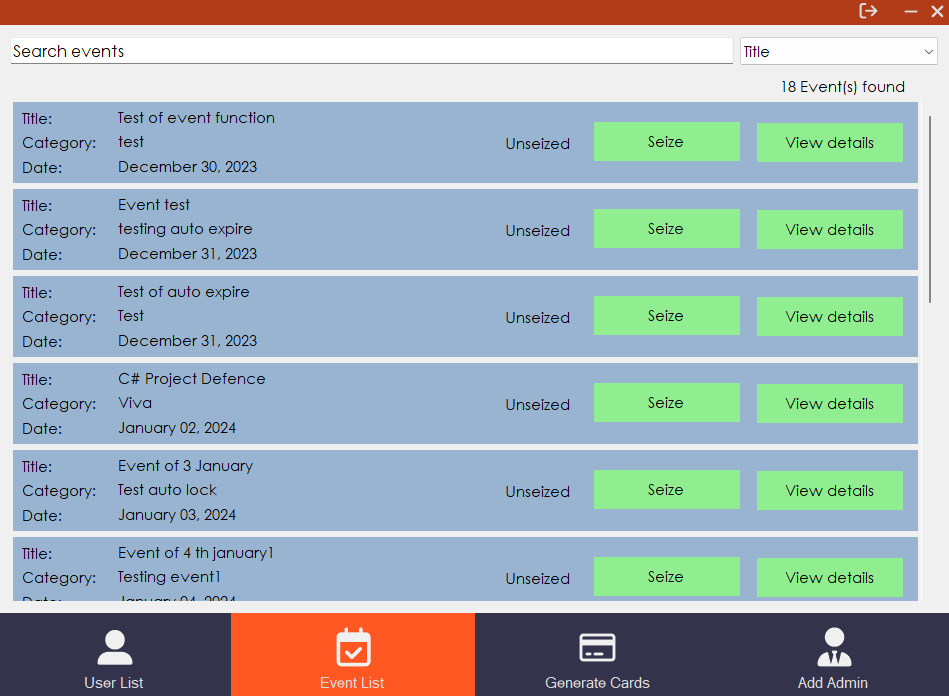 Search events
Title
18 Event(s) found
Title: Test of event function
Category: test
Date: December 30, 2023
Unseized
Seize
View details
Title: Event test
Category: testing auto expire
Date: December 31, 2023
Unseized
Seize
View details
Title: Test of auto expire
Category: Test
Date: December 31, 2023
Unseized
Seize
View details
Title: C# Project Defence
Category: Viva
Date: January 02, 2024
Unseized
Seize
View details
Title: Event of 3 January
Category: Test auto lock
Date: January 03, 2024
Unseized
Seize
View details
Title: Event of 4 th january1
Category: Testing event1
Date: January 04, 2024
Unseized
Seize
View details
User List
Event List
Generate Cards
Add Admin